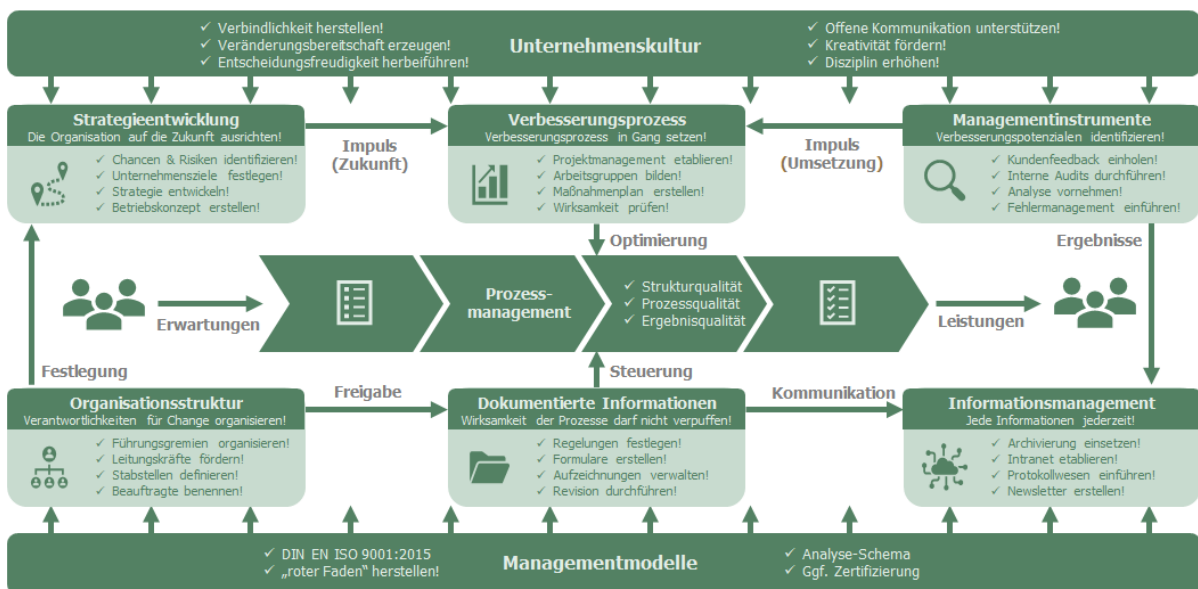 Unternehmenskultur
✓ Verbindlichkeit herstellen!
✓ Veränderungsbereitschaft erzeugen!
✓ Entscheidungsfreudigkeit herbeiführen!
✓ Offene Kommunikation unterstützen!
✓ Kreativität fördern!
✓ Disziplin erhöhen!
Strategieentwicklung
Die Organisation auf die Zukunft ausrichten!
✓ Chancen & Risiken identifizieren!
✓ Unternehmensziele festlegen!
✓ Strategie entwickeln!
✓ Betriebskonzept erstellen!
Impuls
(Zukunft)
Verbesserungsprozess
Verbesserungsprozess in Gang setzen!
✓ Projektmanagement etablieren!
✓ Arbeitsgruppen bilden!
✓ Maßnahmenplan erstellen!
✓ Wirksamkeit prüfen!
Impuls
(Umsetzung)
Managementinstrumente
Verbesserungspotenzialen identifizieren!
✓ Kundenfeedback einholen!
✓ Interne Audits durchführen!
✓ Analyse vornehmen!
✓ Fehlermanagement einführen!
Optimierung
Ergebnisse
Erwartungen
Prozess-
management
✓ Strukturqualität
✓ Prozessqualität
✓ Ergebnisqualität
Leistungen
Festlegung
Steuerung
Organisationsstruktur
Verantwortlichkeiten für Change organisieren!
✓ Führungsgremien organisieren!
✓ Leitungskräfte fördern!
✓ Stabstellen definieren!
✓ Beauftragte benennen!
Freigabe
Dokumentierte Informationen
Wirksamkeit der Prozesse darf nicht verpuffen!
✓ Regelungen festlegen!
✓ Formulare erstellen!
✓ Aufzeichnungen verwalten!
✓ Revision durchführen!
Kommunikation
Informationsmanagement
Jede Informationen jederzeit!
✓ Archivierung einsetzen!
✓ Intranet etablieren!
✓ Protokollwesen einführen!
✓ Newsletter erstellen!
Managementmodelle
✓ DIN EN ISO 9001:2015
✓ „roter Faden" herstellen!
✓ Analyse-Schema
✓ Ggf. Zertifizierung